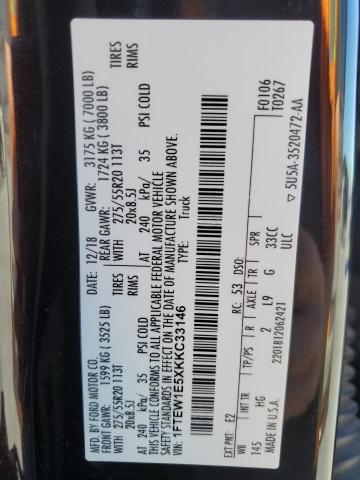 MFD. BY FORD MOTOR CO.
DATE: 12/18 GVWR: 3175 KG ( 7000 LB)
FRONT GAWR: 1599 KG ( 3525 LB) REAR GAWR: 1724 KG ( 3800 LB)
WITH 275/55R20 113T TIRES WITH 275/55R20 113T TIRES
20x8.5J RIMS 20x8.5J RIMS
AT 240 kPa/ 35 PSI COLD AT 240 kPa/ 35 PSI COLD
THIS VEHICLE CONFORMS TO ALL APPLICABLE FEDERAL MOTOR VEHICLE
SAFETY STANDARDS IN EFFECT ON THE DATE OF MANUFACTURE SHOWN ABOVE.
VIN: 1FTEW1E5XKKC33146 TYPE: Truck
F0106
T0267
EXT PNT: E2 RC: 53 DSO:
WB TP/PS R AXLE TR SPR
145 HG 2 L9 G 33CC
MADE IN U.S.A. 2201812062421 ULC
▽ 5U5A-3520472-AA